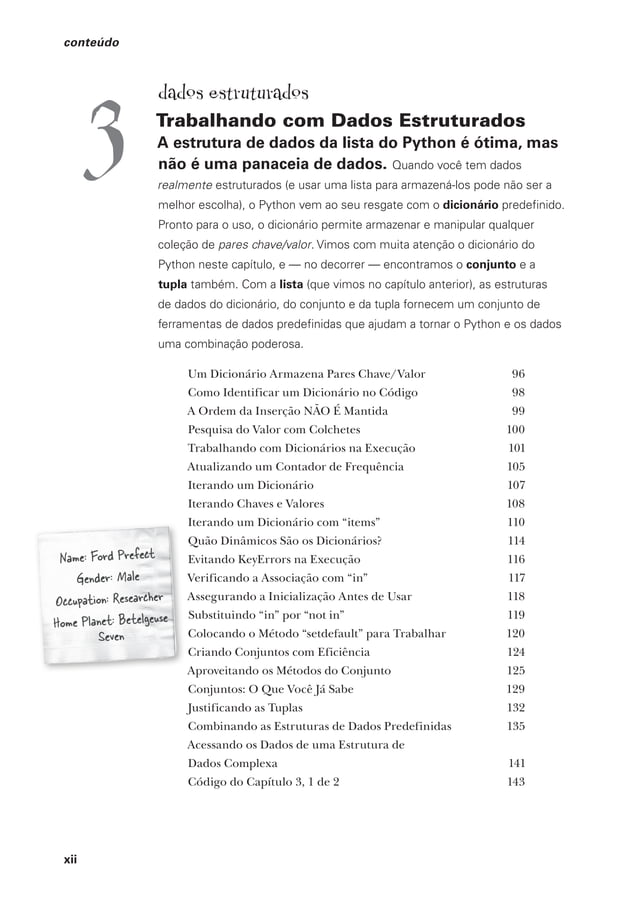 conteúdo
3
dados estruturados
Trabalhando com Dados Estruturados
A estrutura de dados da lista do Python é ótima, mas
não é uma panaceia de dados. Quando você tem dados
realmente estruturados (e usar uma lista para armazená-los pode não ser a
melhor escolha), o Python vem ao seu resgate com o dicionário predefinido.
Pronto para o uso, o dicionário permite armazenar e manipular qualquer
coleção de pares chave/valor. Vimos com muita atenção o dicionário do
Python neste capítulo, e — no decorrer — encontramos o conjunto e a
tupla também. Com a lista (que vimos no capítulo anterior), as estruturas
de dados do dicionário, do conjunto e da tupla fornecem um conjunto de
ferramentas de dados predefinidas que ajudam a tornar o Python e os dados
uma combinação poderosa.
Um Dicionário Armazena Pares Chave/Valor 96
Como Identificar um Dicionário no Código 98
A Ordem da Inserção NÃO É Mantida 99
Pesquisa do Valor com Colchetes 100
Trabalhando com Dicionários na Execução 101
Atualizando um Contador de Frequência 105
Iterando um Dicionário 107
Iterando Chaves e Valores 108
Iterando um Dicionário com “items” 110
Quão Dinâmicos São os Dicionários? 114
Evitando KeyErrors na Execução 116
Verificando a Associação com “in” 117
Assegurando a Inicialização Antes de Usar 118
Substituindo “in” por “not in” 119
Colocando o Método “setdefault” para Trabalhar 120
Criando Conjuntos com Eficiência 124
Aproveitando os Métodos do Conjunto 125
Conjuntos: O Que Você Já Sabe 129
Justificando as Tuplas 132
Combinando as Estruturas de Dados Predefinidas 135
Acessando os Dados de uma Estrutura de
Dados Complexa 141
Código do Capítulo 3, 1 de 2 143
Name: Ford Prefect
Gender: Male
Occupation: Researcher
Home Planet: Betelgeuse
Seven
xii